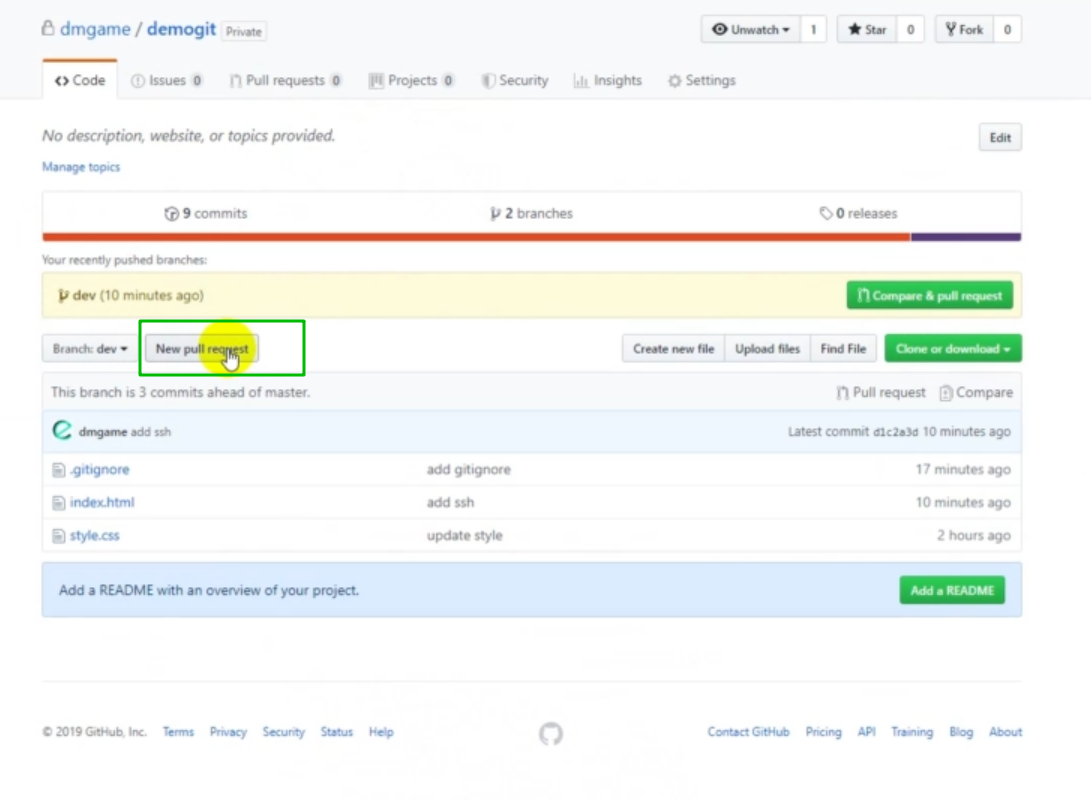 dmgame / demogit Private Unwatch 1 Star 0 Fork 0
Code Issues 0 Pull requests 0 Projects 0 Security Insights Settings
No description, website, or topics provided. Edit
Manage topics
9 commits 2 branches 0 releases
Your recently pushed branches:
dev (10 minutes ago) Compare & pull request
Branch: dev New pull request Create new file Upload files Find File Clone or download
This branch is 3 commits ahead of master. Pull request Compare
dmgame add ssh Latest commit d1c2a3d 10 minutes ago
.gitignore add gitignore 17 minutes ago
index.html add ssh 10 minutes ago
style.css update style 2 hours ago
Add a README with an overview of your project. Add a README
© 2019 GitHub, Inc. Terms Privacy Security Status Help Contact GitHub Pricing API Training Blog About